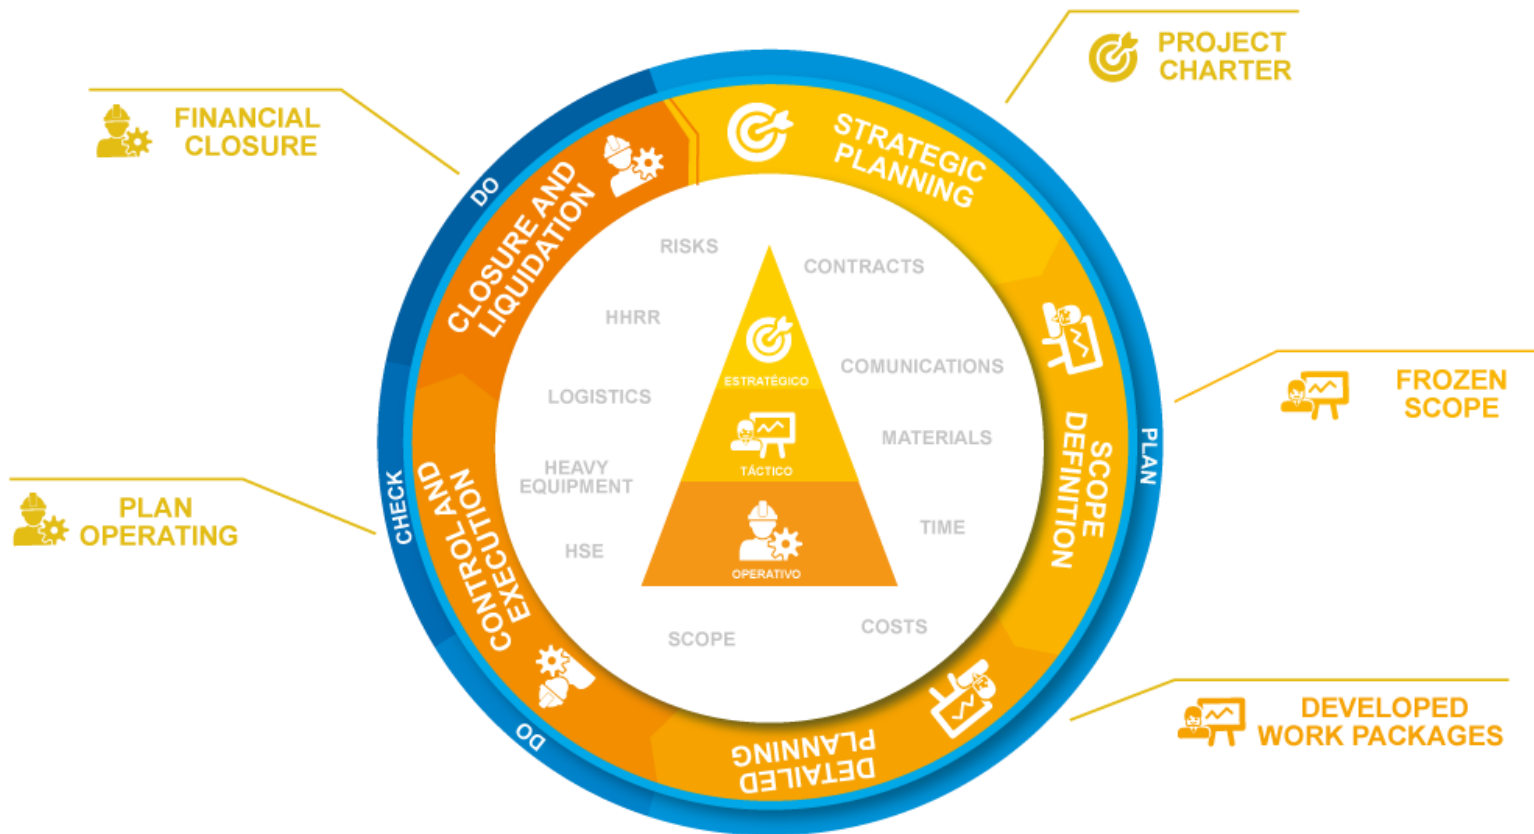 PROJECT
CHARTER
FINANCIAL
CLOSURE
STRATEGIC
PLANNING
DO
CLOSURE AND
LIQUIDATION
RISKS
CONTRACTS
HHRR
COMUNICATIONS
ESTRATÉGICO
LOGISTICS
FROZEN
SCOPE
SCOPE
DEFINITION
PLAN
MATERIALS
TÁCTICO
HEAVY
EQUIPMENT
CHECK
CONTROL AND
EXECUTION
PLAN
OPERATING
TIME
HSE
OPERATIVO
COSTS
SCOPE
DO
DETAILED
PLANNING
DEVELOPED
WORK PACKAGES